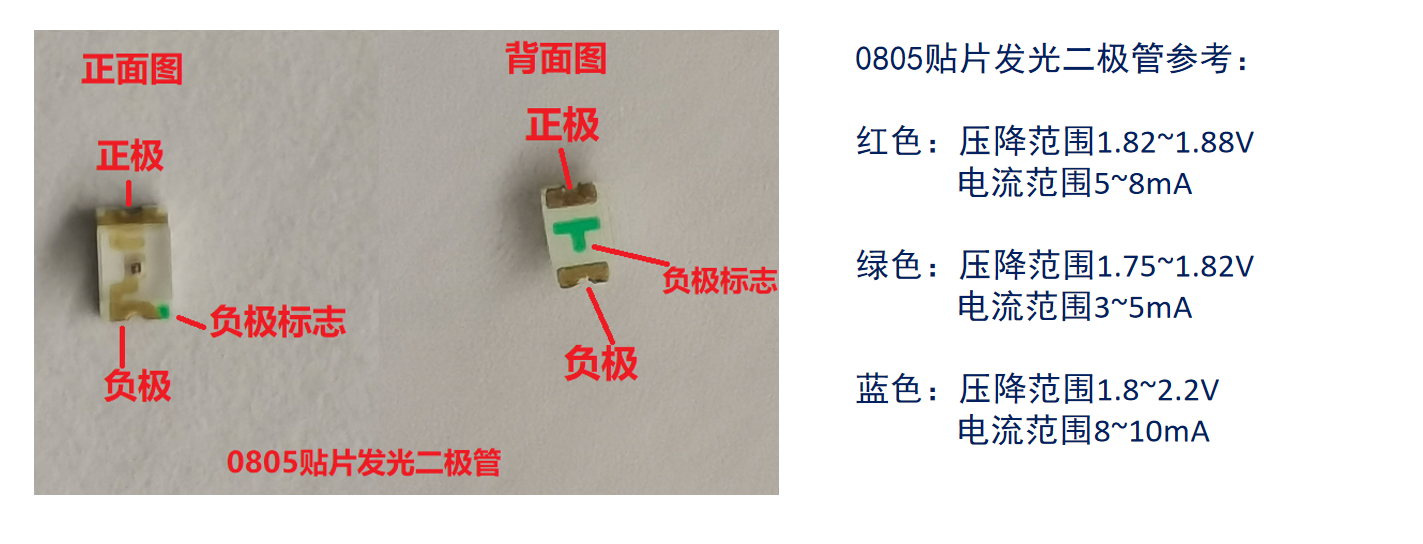 正面图
正极
负极标志
负极
背面图
正极
负极标志
负极
0805贴片发光二极管
0805贴片发光二极管参考：
红色：压降范围1.82~1.88V
电流范围5~8mA
绿色：压降范围1.75~1.82V
电流范围3~5mA
蓝色：压降范围1.8~2.2V
电流范围8~10mA